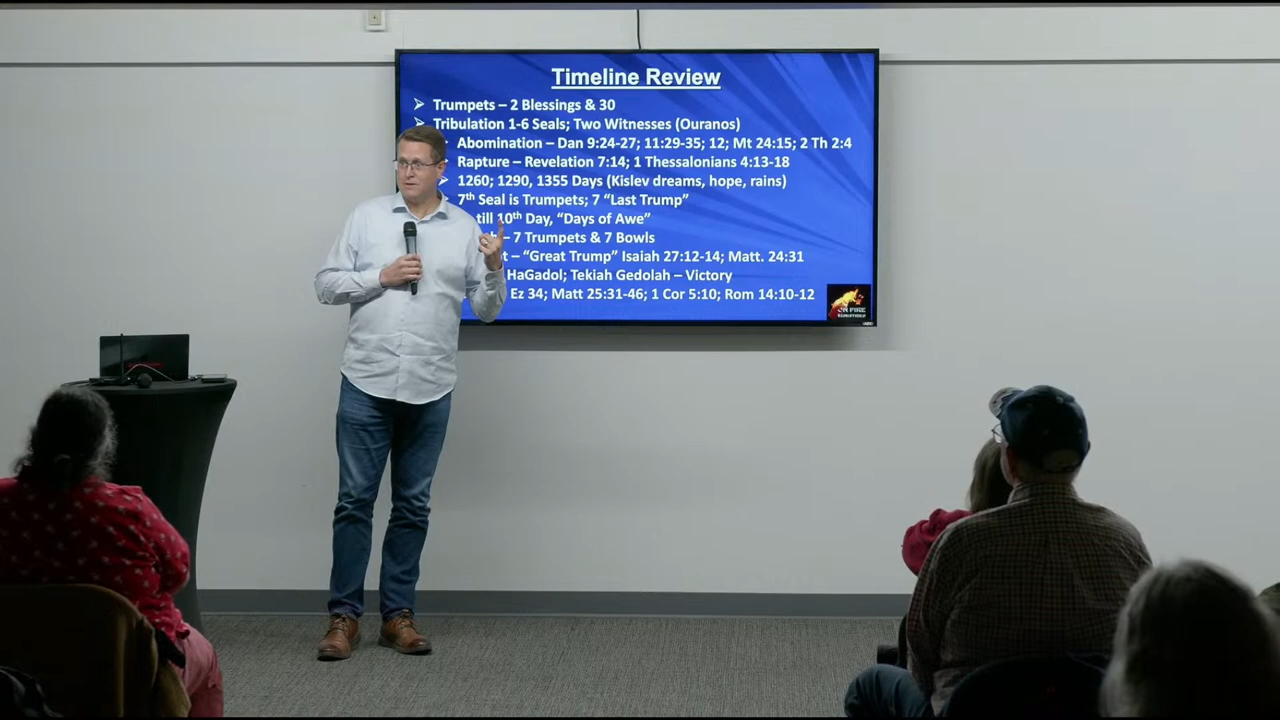 Timeline Review
Trumpets – 2 Blessings & 30
Tribulation 1-6 Seals; Two Witnesses (Ouranos)
Abomination – Dan 9:24-27; 11:29-35; 12; Mt 24:15; 2 Th 2:4
Rapture – Revelation 7:14; 1 Thessalonians 4:13-18
1260; 1290, 1355 Days (Kislev dreams, hope, rains)
7th Seal is Trumpets; 7 “Last Trump”
till 10th Day, “Days of Awe”
– 7 Trumpets & 7 Bowls
– “Great Trump” Isaiah 27:12-14; Matt. 24:31
HaGadol; Tekiah Gedolah – Victory
Ez 34; Matt 25:31-46; 1 Cor 5:10; Rom 14:10-12
ON FIRE